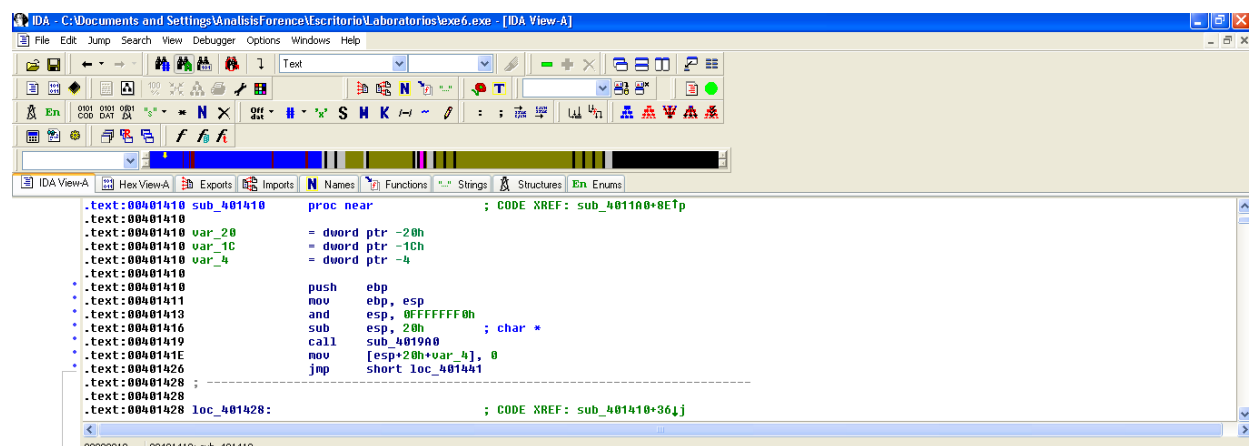 IDA - C:\Documents and Settings\AnalisisForence\Escritorio\Laboratorios\exe6.exe - [IDA View-A]
File Edit Jump Search View Debugger Options Windows Help
Text
En S M K
IDA View-A Hex View-A Exports Imports N Names Functions Strings Structures En Enums
.text:00401410 sub_401410 proc near ; CODE XREF: sub_4011A0+8E↑p
.text:00401410
.text:00401410 var_20 = dword ptr -20h
.text:00401410 var_1C = dword ptr -1Ch
.text:00401410 var_4 = dword ptr -4
.text:00401410
.text:00401410 push ebp
.text:00401411 mov ebp, esp
.text:00401413 and esp, 0FFFFFFF0h
.text:00401416 sub esp, 20h ; char *
.text:00401419 call sub_4019A0
.text:0040141E mov [esp+20h+var_4], 0
.text:00401426 jmp short loc_401441
.text:00401428 ; ---------------------------------------------------------------------------
.text:00401428
.text:00401428 loc_401428: ; CODE XREF: sub_401410+36↓j